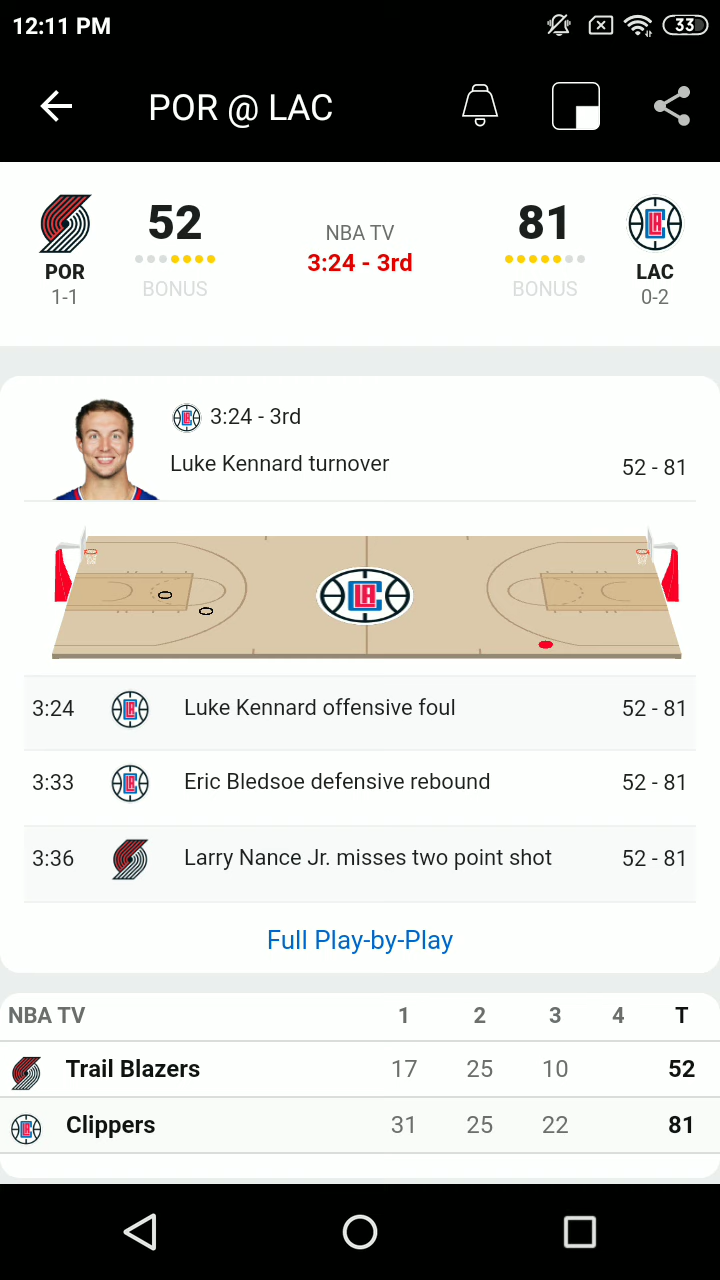 12:11 PM
33
POR @ LAC
52
81
NBA TV
3:24 - 3rd
POR
1-1
BONUS
BONUS
LAC
0-2
3:24 - 3rd
Luke Kennard turnover
52 - 81
3:24
Luke Kennard offensive foul
52 - 81
3:33
Eric Bledsoe defensive rebound
52 - 81
3:36
Larry Nance Jr. misses two point shot
52 - 81
Full Play-by-Play
NBA TV 1 2 3 4 T
Trail Blazers 17 25 10 52
Clippers 31 25 22 81